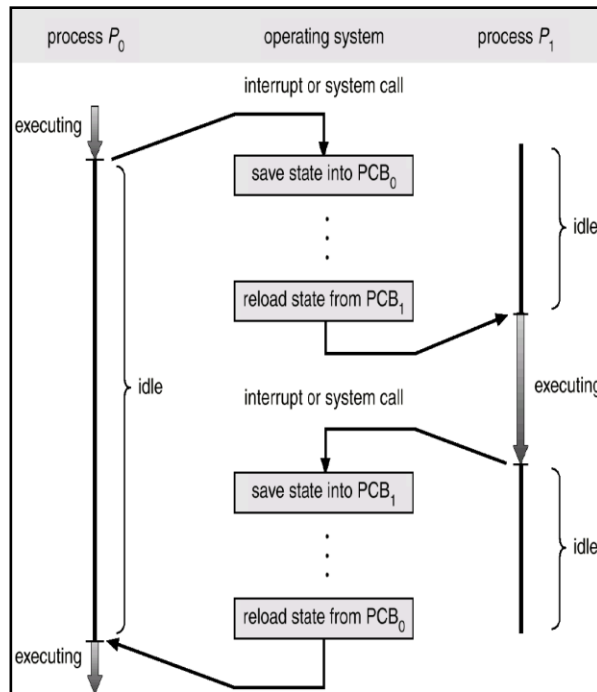 process P0
operating system
process P1
interrupt or system call
executing
save state into PCB0
idle
reload state from PCB1
idle
executing
interrupt or system call
save state into PCB1
idle
reload state from PCB0
executing